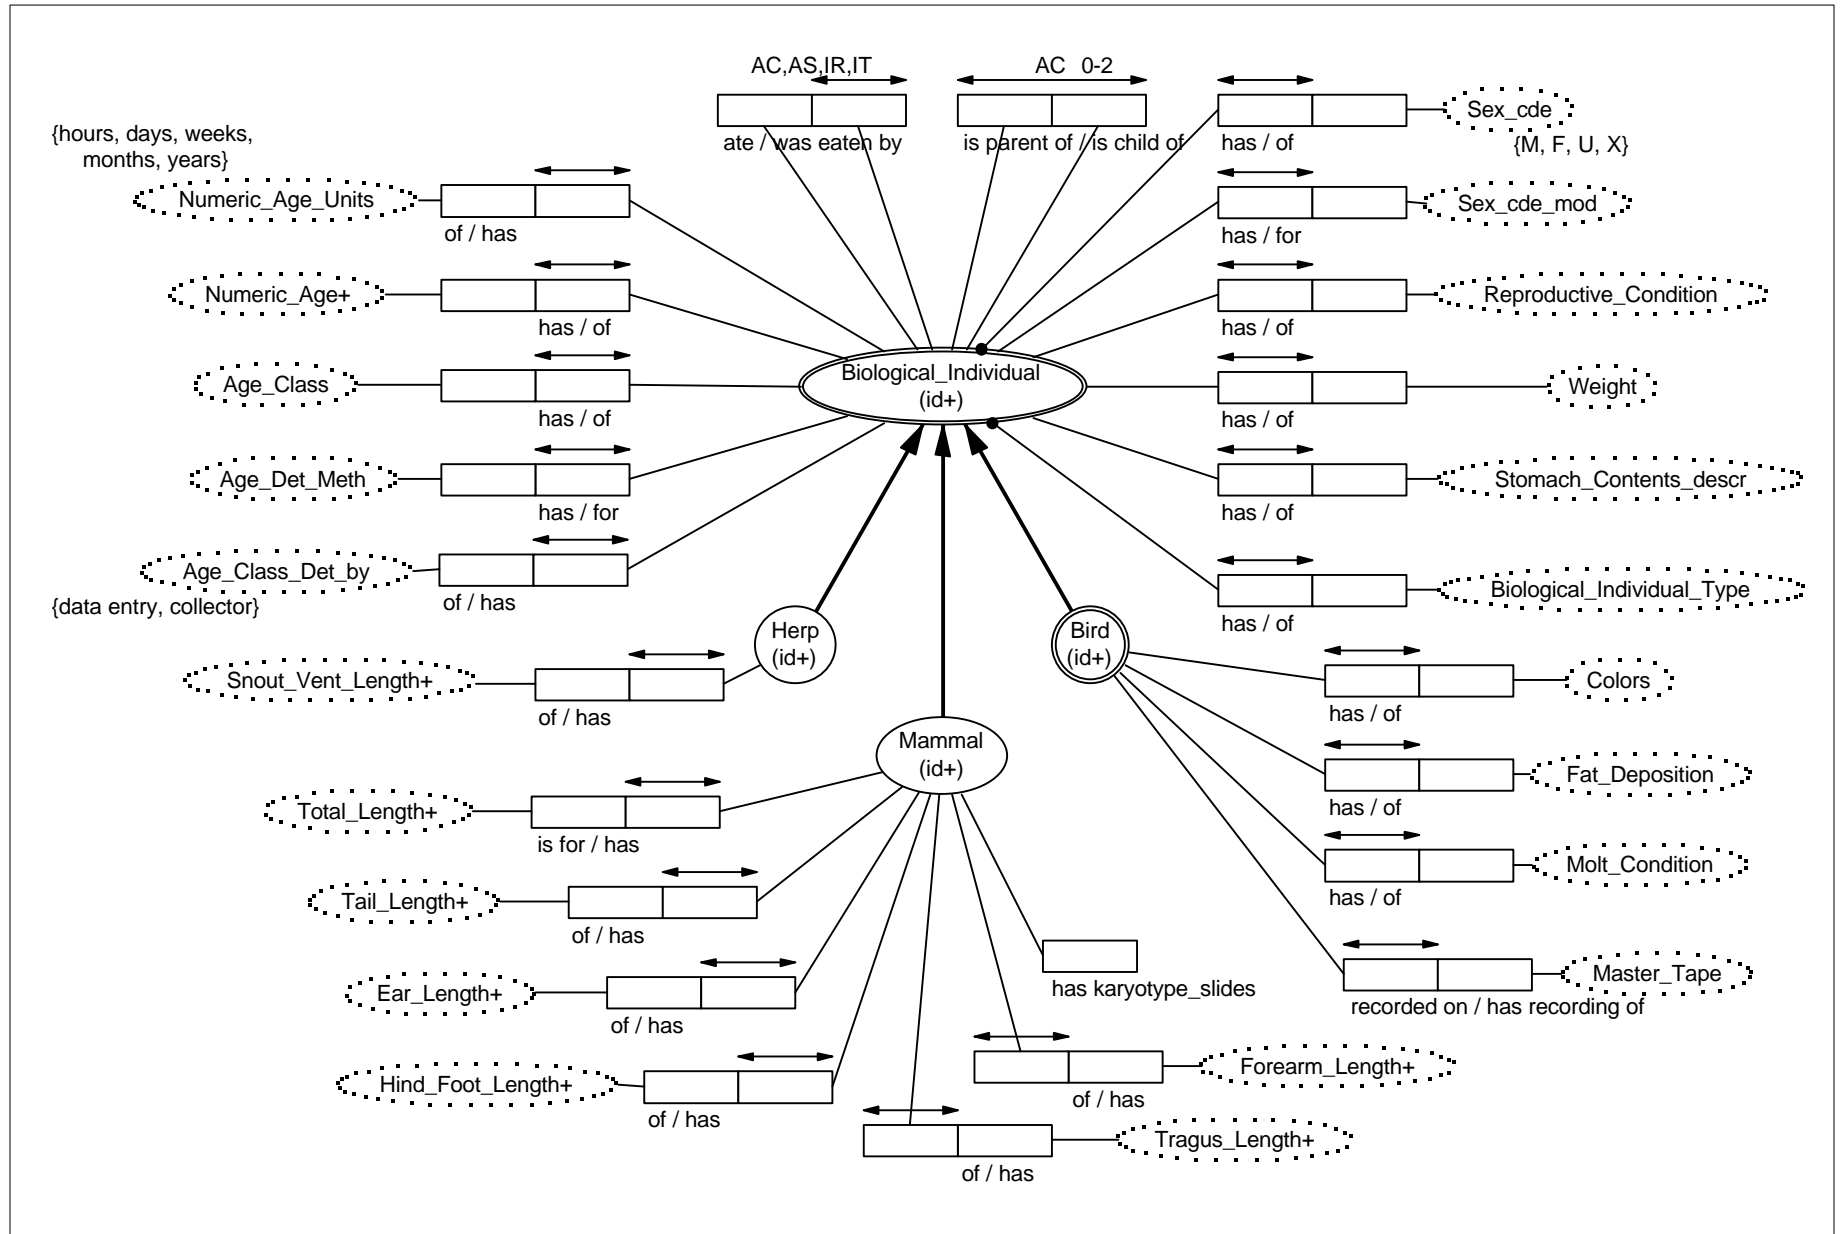 AC,AS,IR,IT
AC 0-2
ate / was eaten by
is parent of / is child of
has / of
Sex_cde
{M, F, U, X}
{hours, days, weeks,
months, years}
Numeric_Age_Units
of / has
has / for
Sex_cde_mod
Numeric_Age+
has / of
has / of
Reproductive_Condition
Age_Class
has / of
Biological_Individual
(id+)
has / of
Weight
Age_Det_Meth
has / for
has / of
Stomach_Contents_descr
Age_Class_Det_by
{data entry, collector}
of / has
has / of
Biological_Individual_Type
Herp
(id+)
Bird
(id+)
Snout_Vent_Length+
of / has
has / of
Colors
Mammal
(id+)
has / of
Fat_Deposition
Total_Length+
is for / has
has / of
Molt_Condition
Tail_Length+
of / has
Ear_Length+
of / has
has karyotype_slides
recorded on / has recording of
Master_Tape
Hind_Foot_Length+
of / has
of / has
Forearm_Length+
of / has
Tragus_Length+